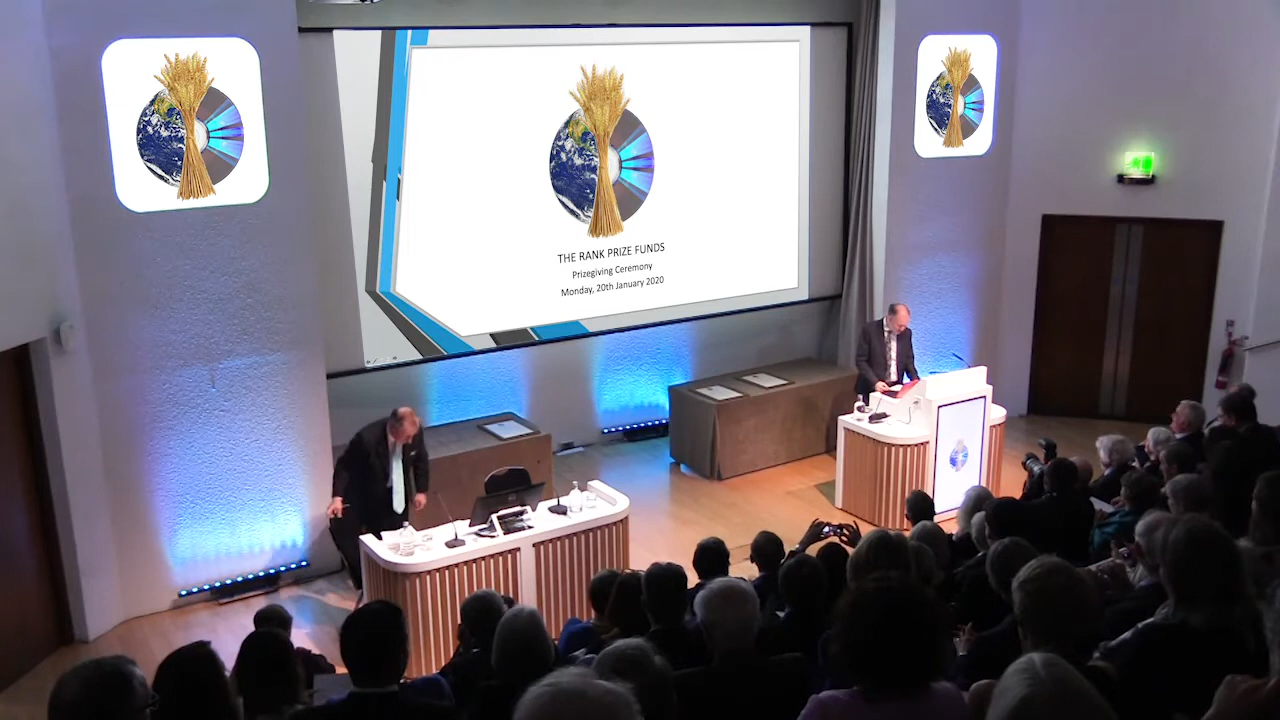 THE RANK PRIZE FUNDS
Prizegiving Ceremony
Monday, 20th January 2020